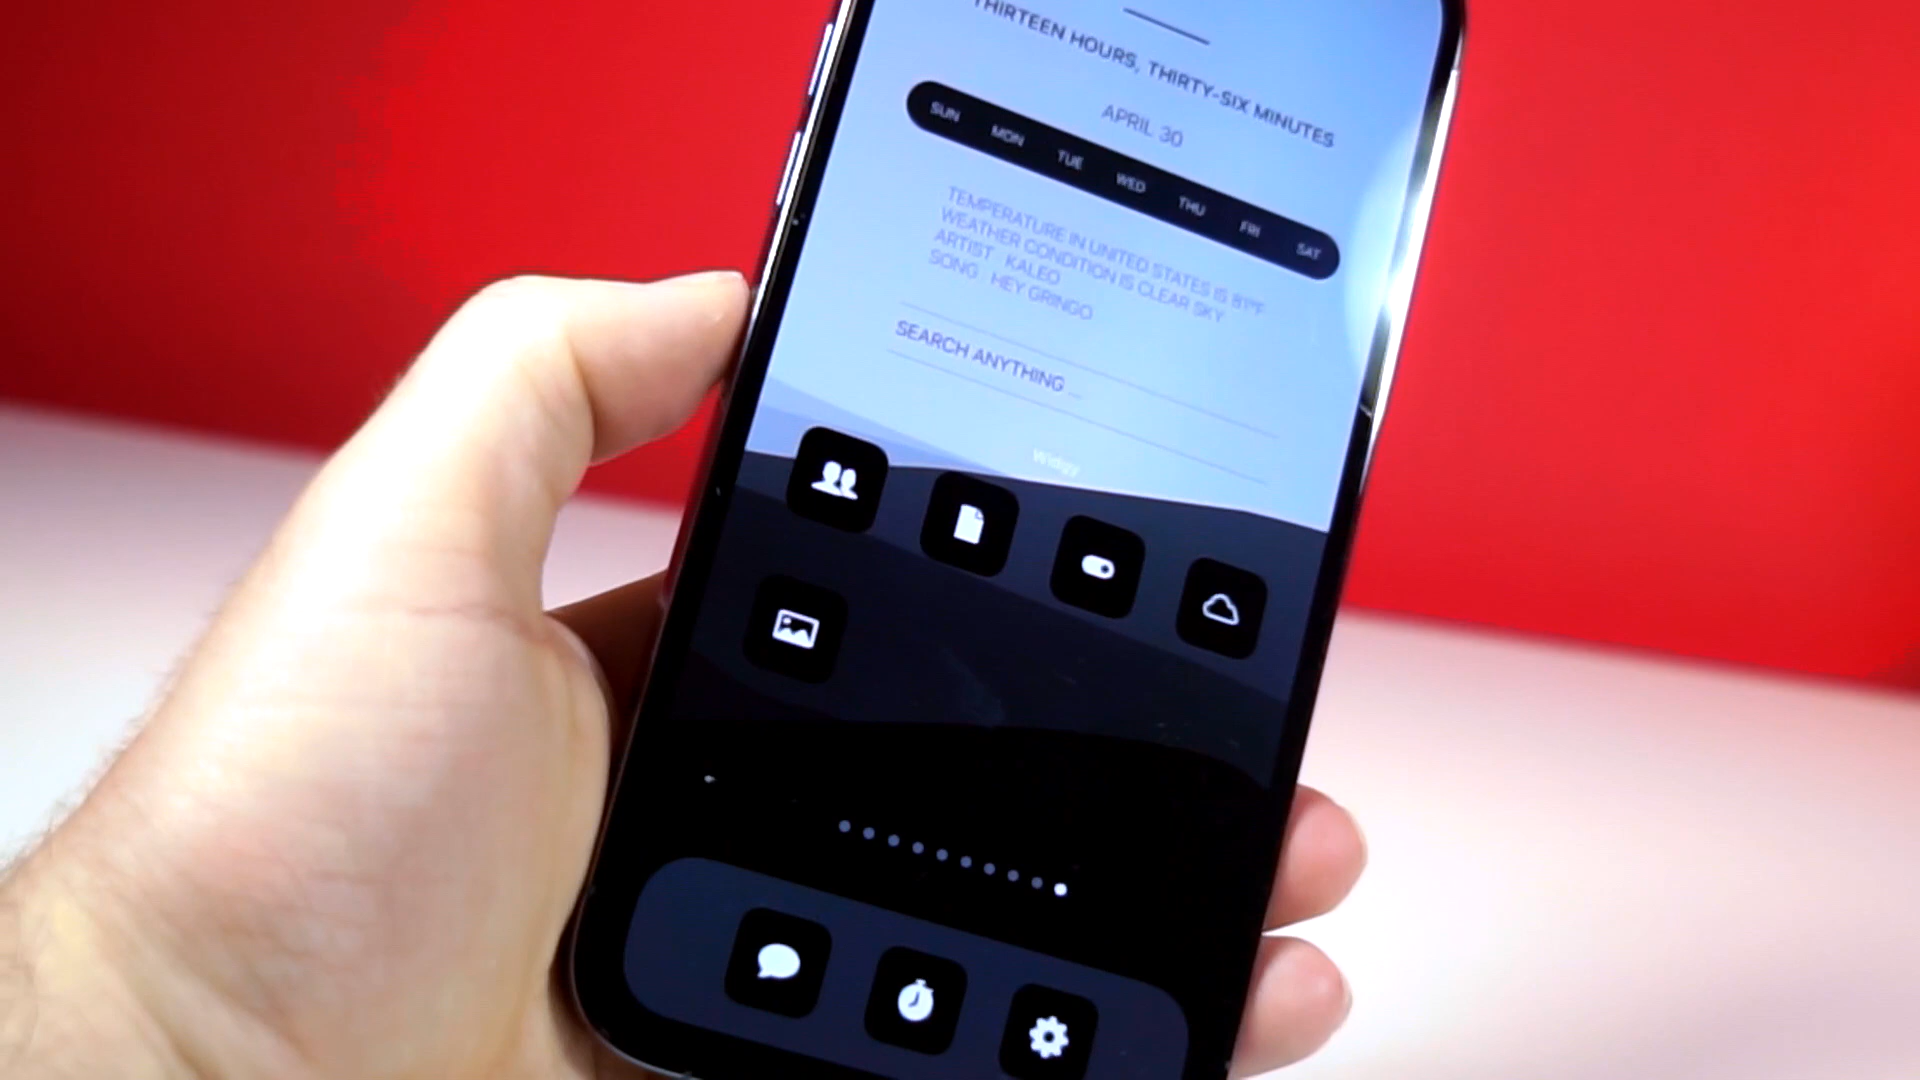 THIRTEEN HOURS, THIRTY-SIX MINUTES
APRIL 30
SUN MON TUE WED THU FRI SAT
TEMPERATURE IN UNITED STATES IS 81°F
WEATHER CONDITION IS CLEAR SKY
ARTIST KALEO
SONG HEY GRINGO
SEARCH ANYTHING ...
Widgy